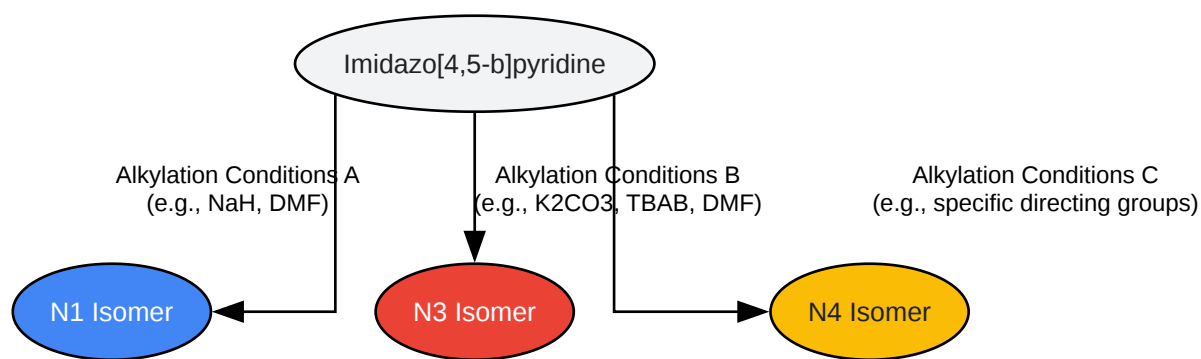 Imidazo[4,5-b]pyridine
Alkylation Conditions A
(e.g., NaH, DMF)
Alkylation Conditions B
(e.g., K2CO3, TBAB, DMF)
Alkylation Conditions C
(e.g., specific directing groups)
N1 Isomer
N3 Isomer
N4 Isomer